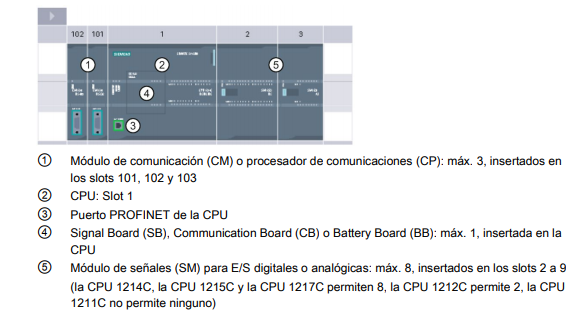 102 101 1 2 3
SIEMENS
① ② ⑤
④
③
① Módulo de comunicación (CM) o procesador de comunicaciones (CP): máx. 3, insertados en
los slots 101, 102 y 103
② CPU: Slot 1
③ Puerto PROFINET de la CPU
④ Signal Board (SB), Communication Board (CB) o Battery Board (BB): máx. 1, insertada en la
CPU
⑤ Módulo de señales (SM) para E/S digitales o analógicas: máx. 8, insertados en los slots 2 a 9
(la CPU 1214C, la CPU 1215C y la CPU 1217C permiten 8, la CPU 1212C permite 2, la CPU
1211C no permite ninguno)